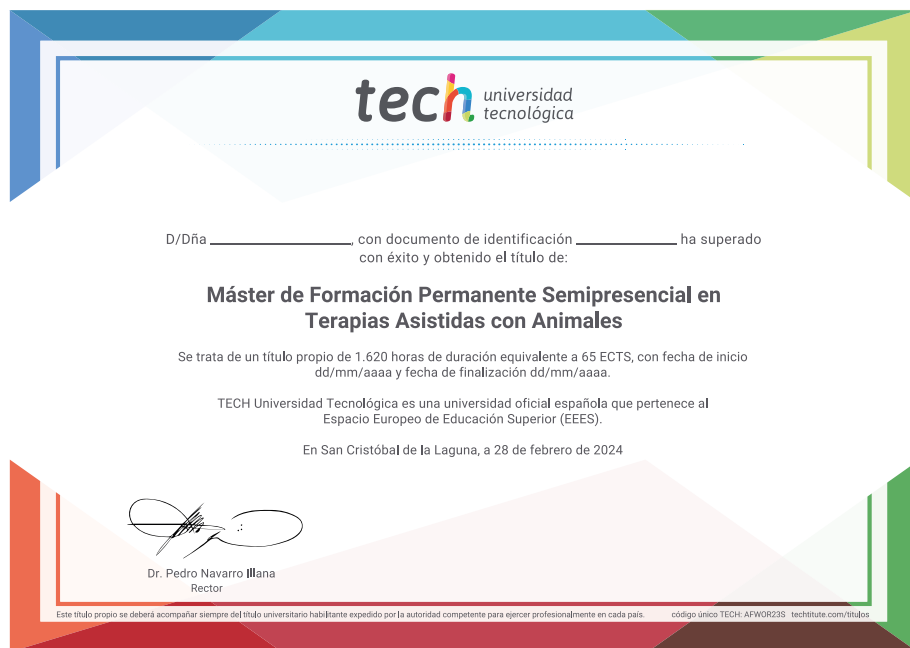 tech universidad
tecnológica
D/Dña ____________________, con documento de identificación ______________ ha superado
con éxito y obtenido el título de:
Máster de Formación Permanente Semipresencial en
Terapias Asistidas con Animales
Se trata de un título propio de 1.620 horas de duración equivalente a 65 ECTS, con fecha de inicio
dd/mm/aaaa y fecha de finalización dd/mm/aaaa.
TECH Universidad Tecnológica es una universidad oficial española que pertenece al
Espacio Europeo de Educación Superior (EEES).
En San Cristóbal de la Laguna, a 28 de febrero de 2024
Dr. Pedro Navarro Illana
Rector
Este título propio se deberá acompañar siempre del título universitario habilitante expedido por la autoridad competente para ejercer profesionalmente en cada país. código único TECH: AFWOR23S techtitute.com/titulos